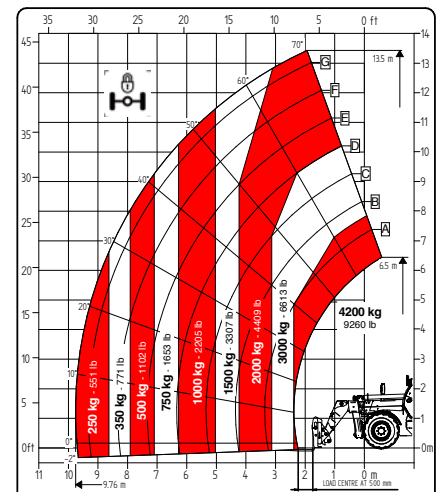 35 30 25 20 15 10 5 0 ft
45 40 35 30 25 20 15 10 5 0ft
14 13 12 11 10 9 8 7 6 5 4 3 2 1 0m
70°
60°
50°
40°
30°
20°
10°
0°
-2°
13.5 m
6.5 m
G
F
E
D
C
B
A
250 kg - 551 lb
350 kg - 771 lb
500 kg - 1102 lb
750 kg - 1653 lb
1000 kg - 2205 lb
1500 kg - 3307 lb
2000 kg - 4409 lb
3000 kg - 6613 lb
4200 kg
9260 lb
11 10 9 8 7 6 5 4 3 2 1 0 m
9.76 m
LOAD CENTRE AT 500 mm